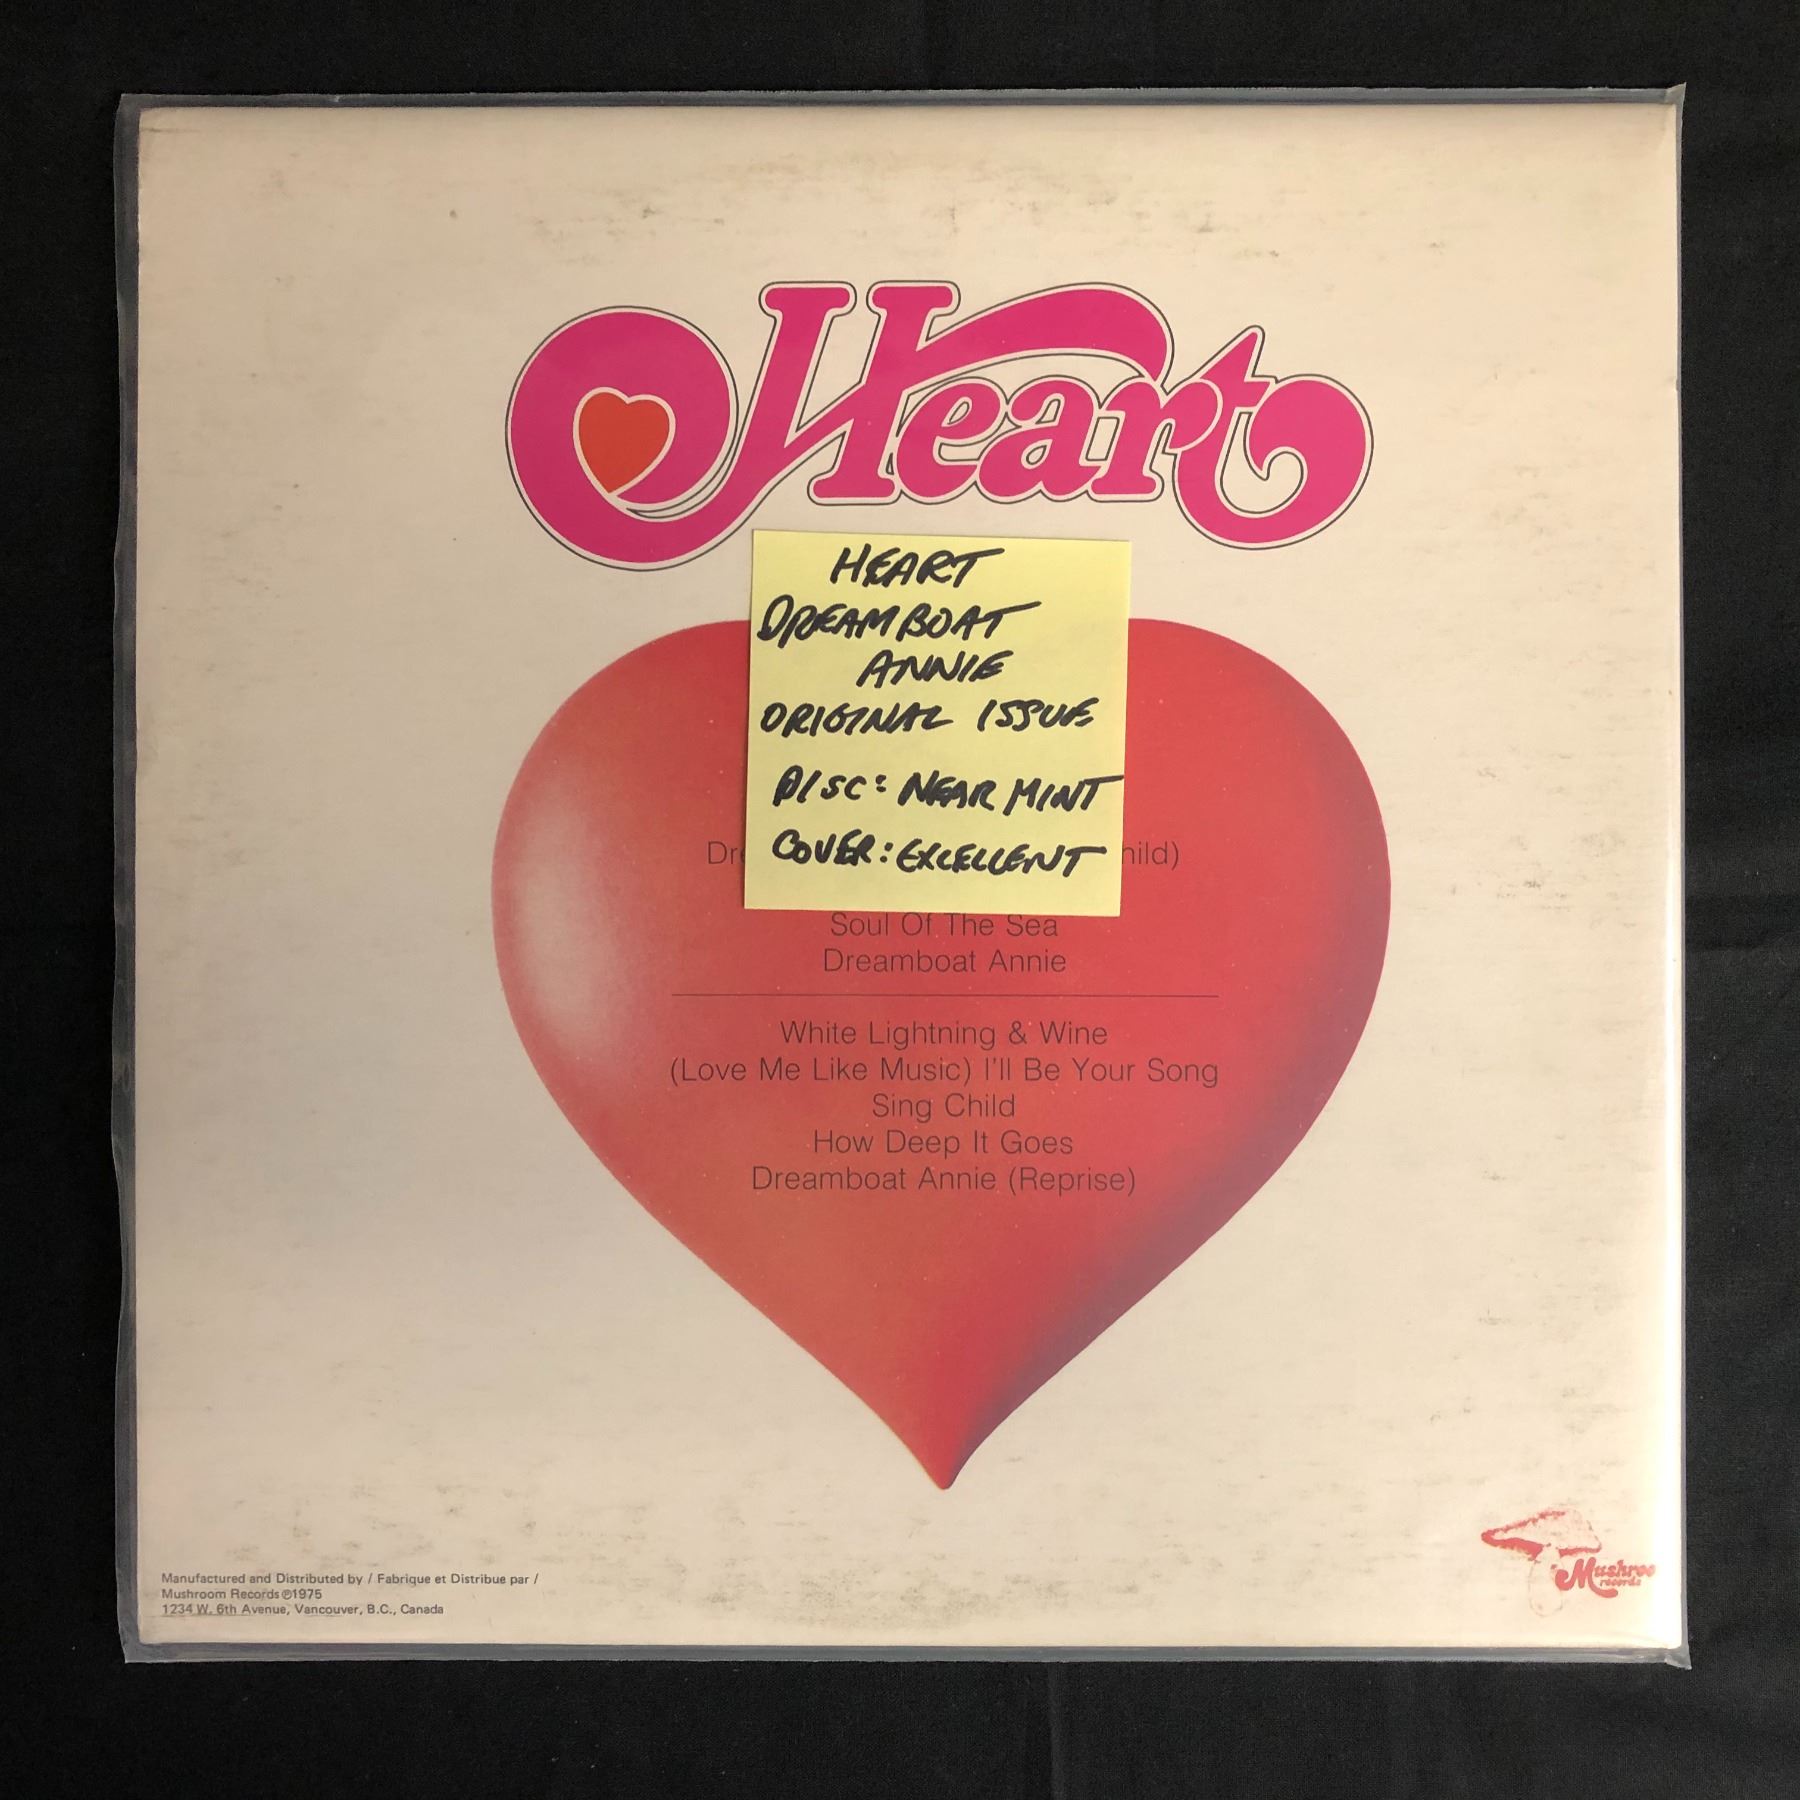 Heart
HEART
DREAMBOAT
ANNIE
ORIGINAL ISSUE
DISC: NEAR MINT
COVER: EXCELLENT
Soul Of The Sea
Dreamboat Annie
White Lightning & Wine
(Love Me Like Music) I'll Be Your Song
Sing Child
How Deep It Goes
Dreamboat Annie (Reprise)
Manufactured and Distributed by / Fabrique et Distribue par /
Mushroom Records ℗1975
1234 W. 6th Avenue, Vancouver, B.C., Canada
Mushroo
records